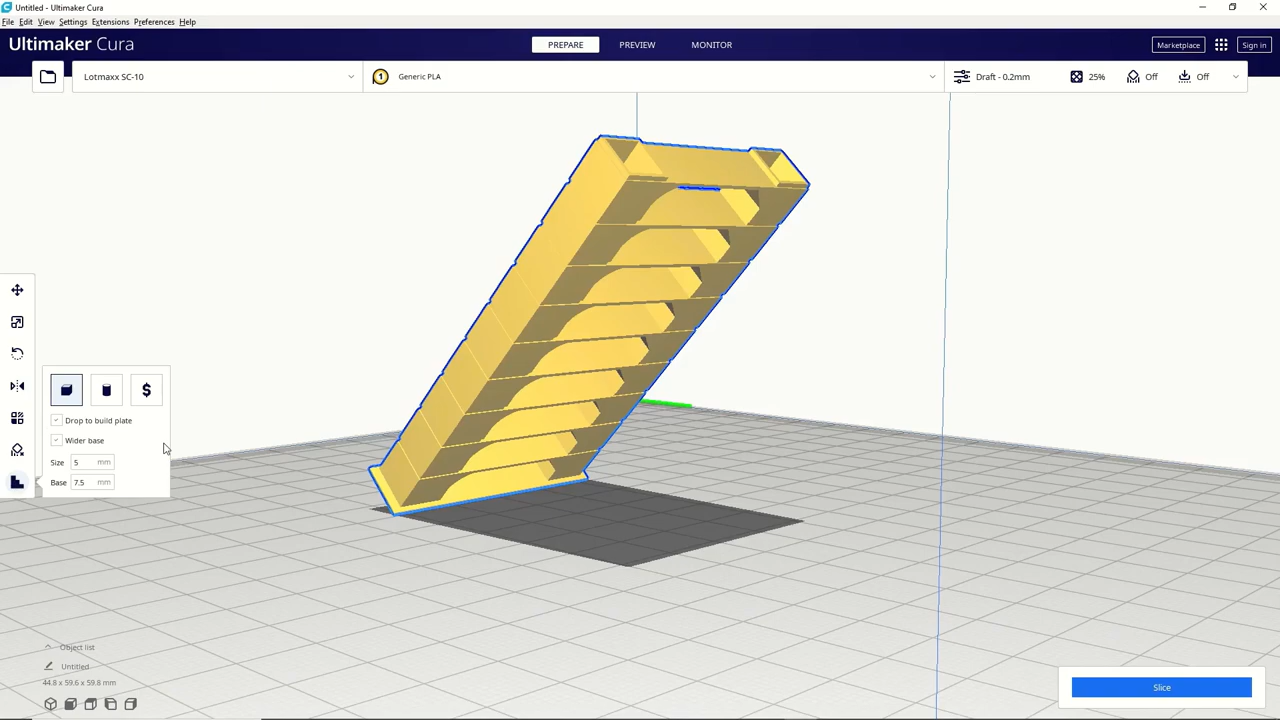 Untitled - Ultimaker Cura
File Edit View Settings Extensions Preferences Help
Ultimaker Cura
PREPARE
PREVIEW
MONITOR
Marketplace
Sign in
Lotmaxx SC-10
1
Generic PLA
Draft - 0.2mm
25%
Off
Off
$
Drop to build plate
Wider base
Size 5 mm
Base 7.5 mm
Object list
Untitled
44.8 x 59.6 x 59.8 mm
Slice